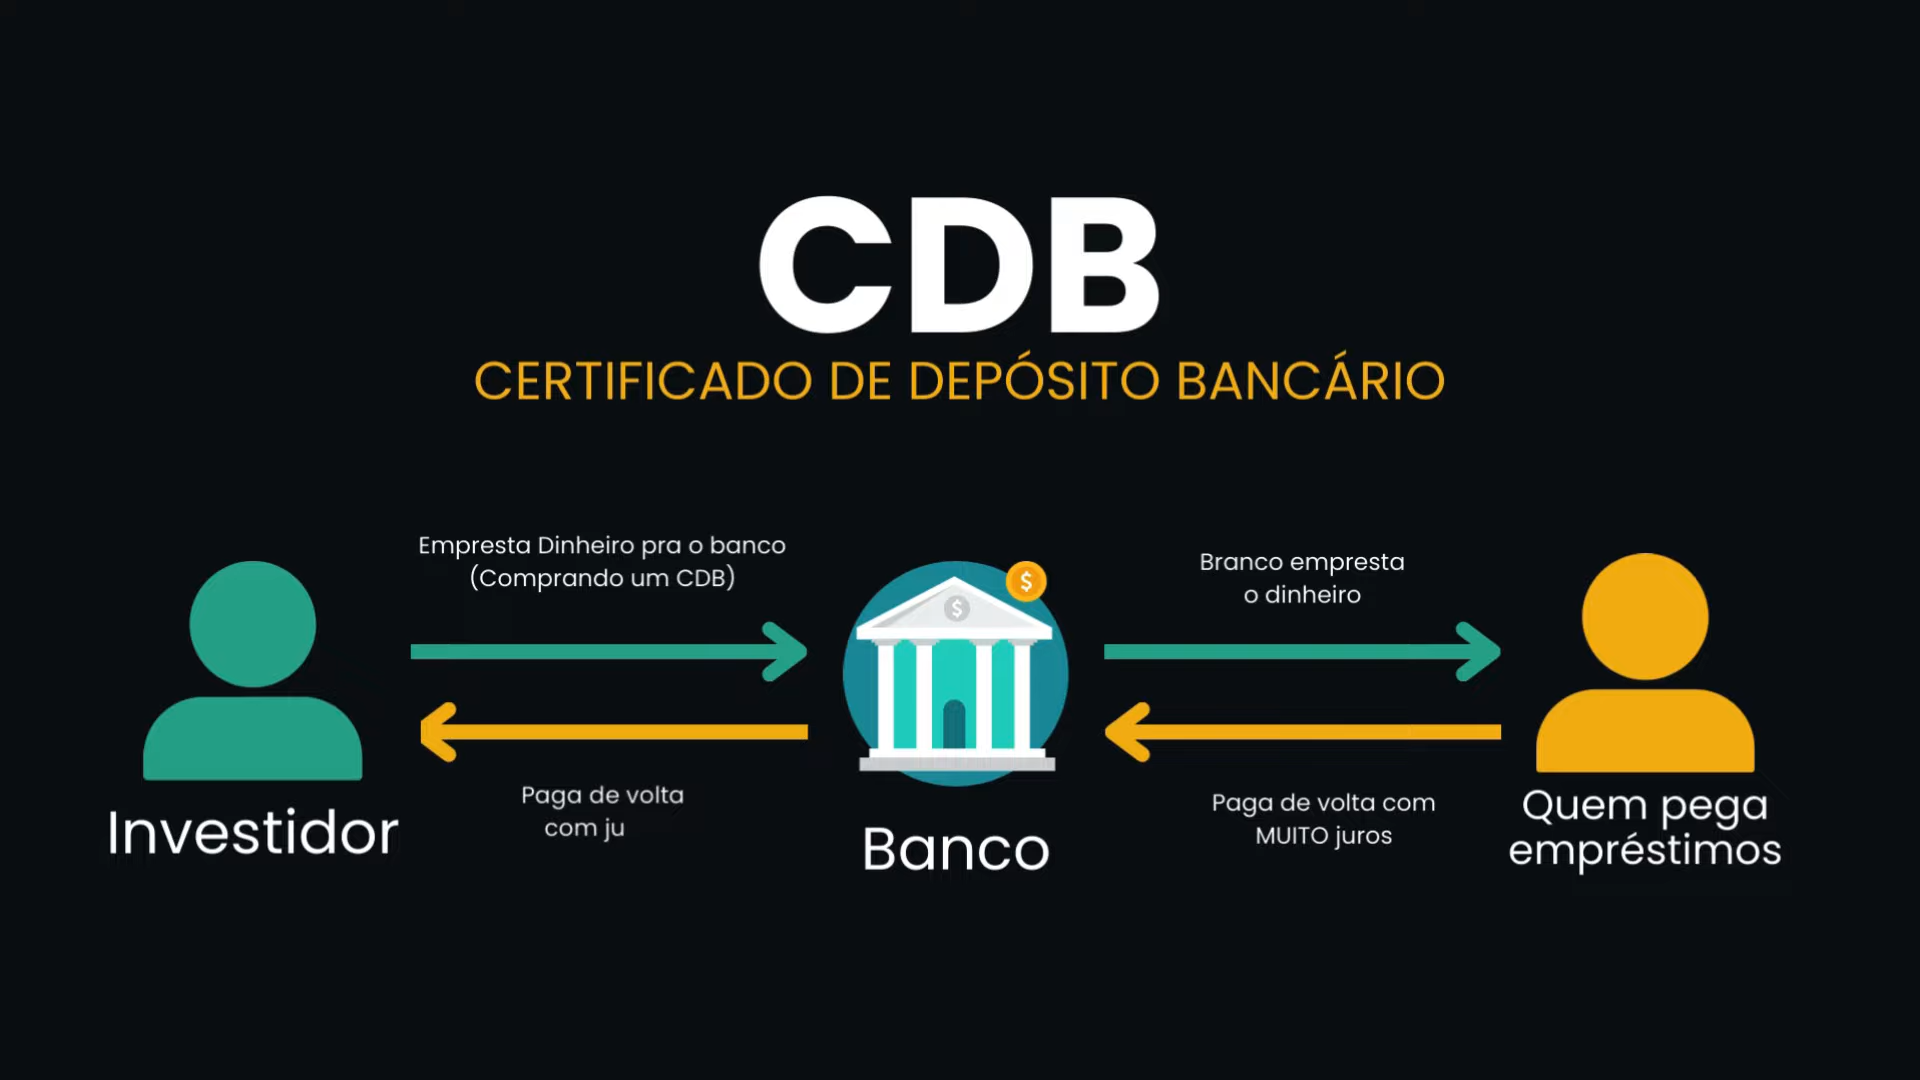 CDB
CERTIFICADO DE DEPÓSITO BANCÁRIO
Empresta Dinheiro pra o banco
(Comprando um CDB)
Branco empresta
o dinheiro
$
$
Paga de volta
com ju
Paga de volta com
MUITO juros
Investidor
Banco
Quem pega
empréstimos